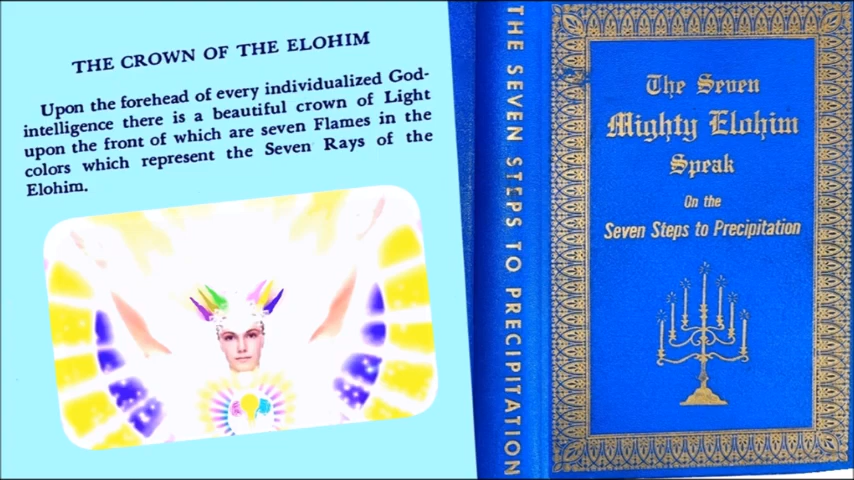 THE CROWN OF THE ELOHIM
Upon the forehead of every individualized God-
intelligence there is a beautiful crown of Light
upon the front of which are seven Flames in the
colors which represent the Seven Rays of the
Elohim.
THE SEVEN STEPS TO PRECIPITATION
The Seven
Mighty Elohim
Speak
On the
Seven Steps to Precipitation